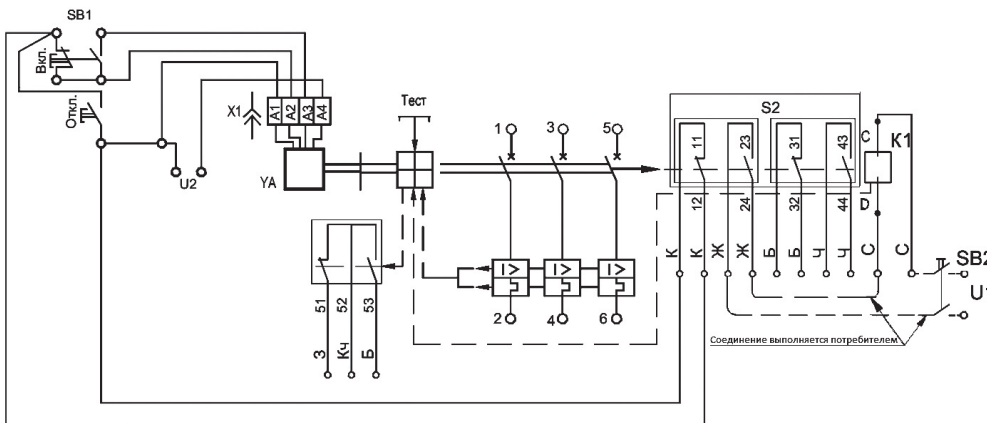 SB1
Вкл.
Откл.
X1
A1 A2 A3 A4
YA
U2
Тест
1 3 5
2 4 6
51 52 53
З Кч Б
S2
11 23 31 43
12 24 32 44
C K1
D
К К Ж Ж Б Б Ч Ч С С
SB2
U1
Соединение выполняется потребителем
I> I> I>